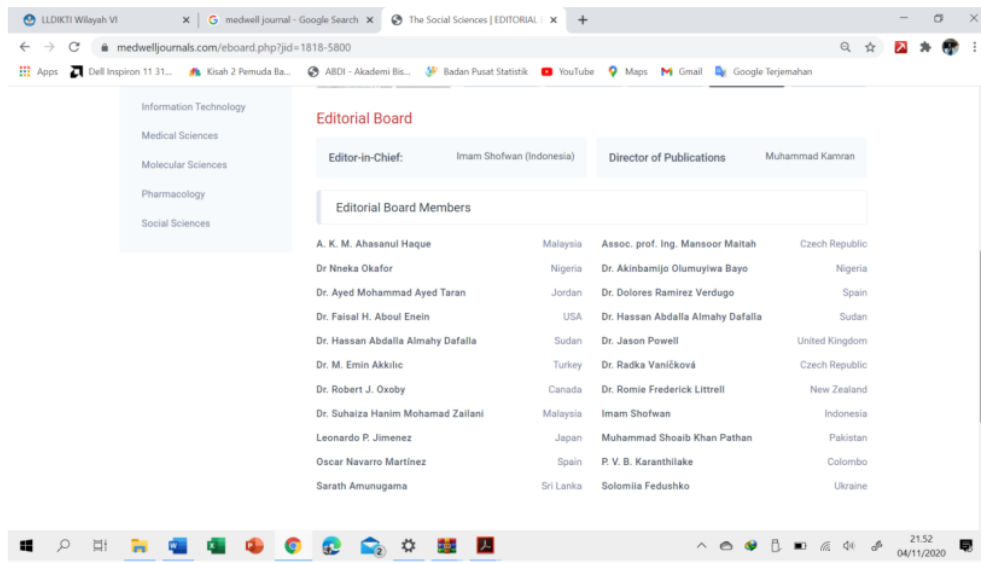 LLDIKTI Wilayah VI
medwell journal - Google Search
The Social Sciences | EDITORIAL
medwelljournals.com/eboard.php?jid=1818-5800
Apps Dell Inspiron 11 31... Kisah 2 Pemuda Ba... ABDI - Akademi Bis... Badan Pusat Statistik YouTube Maps Gmail Google Terjemahan
Information Technology
Medical Sciences
Molecular Sciences
Pharmacology
Social Sciences
Editorial Board
Editor-in-Chief: Imam Shofwan (Indonesia) Director of Publications Muhammad Kamran
Editorial Board Members
A. K. M. Ahasanul Haque Malaysia Assoc. prof. Ing. Mansoor Maitah Czech Republic
Dr Nneka Okafor Nigeria Dr. Akinbamijo Olumuyiwa Bayo Nigeria
Dr. Ayed Mohammad Ayed Taran Jordan Dr. Dolores Ramirez Verdugo Spain
Dr. Faisal H. Aboul Enein USA Dr. Hassan Abdalla Almahy Dafalla Sudan
Dr. Hassan Abdalla Almahy Dafalla Sudan Dr. Jason Powell United Kingdom
Dr. M. Emin Akkılıc Turkey Dr. Radka Vaníčková Czech Republic
Dr. Robert J. Oxoby Canada Dr. Romie Frederick Littrell New Zealand
Dr. Suhaiza Hanim Mohamad Zailani Malaysia Imam Shofwan Indonesia
Leonardo P. Jimenez Japan Muhammad Shoaib Khan Pathan Pakistan
Oscar Navarro Martínez Spain P. V. B. Karanthilake Colombo
Sarath Amunugama Sri Lanka Solomiia Fedushko Ukraine
21.52
04/11/2020